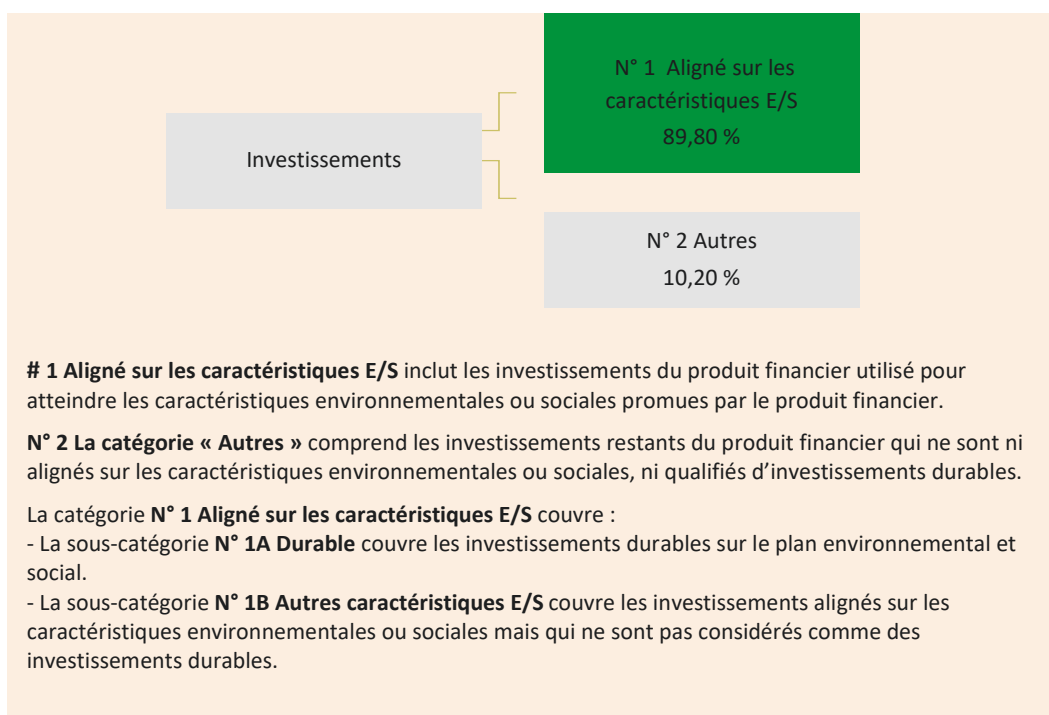 N° 1 Aligné sur les
caractéristiques E/S
89,80 %
Investissements
N° 2 Autres
10,20 %
# 1 Aligné sur les caractéristiques E/S inclut les investissements du produit financier utilisé pour
atteindre les caractéristiques environnementales ou sociales promues par le produit financier.
N° 2 La catégorie « Autres » comprend les investissements restants du produit financier qui ne sont ni
alignés sur les caractéristiques environnementales ou sociales, ni qualifiés d’investissements durables.
La catégorie N° 1 Aligné sur les caractéristiques E/S couvre :
- La sous-catégorie N° 1A Durable couvre les investissements durables sur le plan environnemental et
social.
- La sous-catégorie N° 1B Autres caractéristiques E/S couvre les investissements alignés sur les
caractéristiques environnementales ou sociales mais qui ne sont pas considérés comme des
investissements durables.